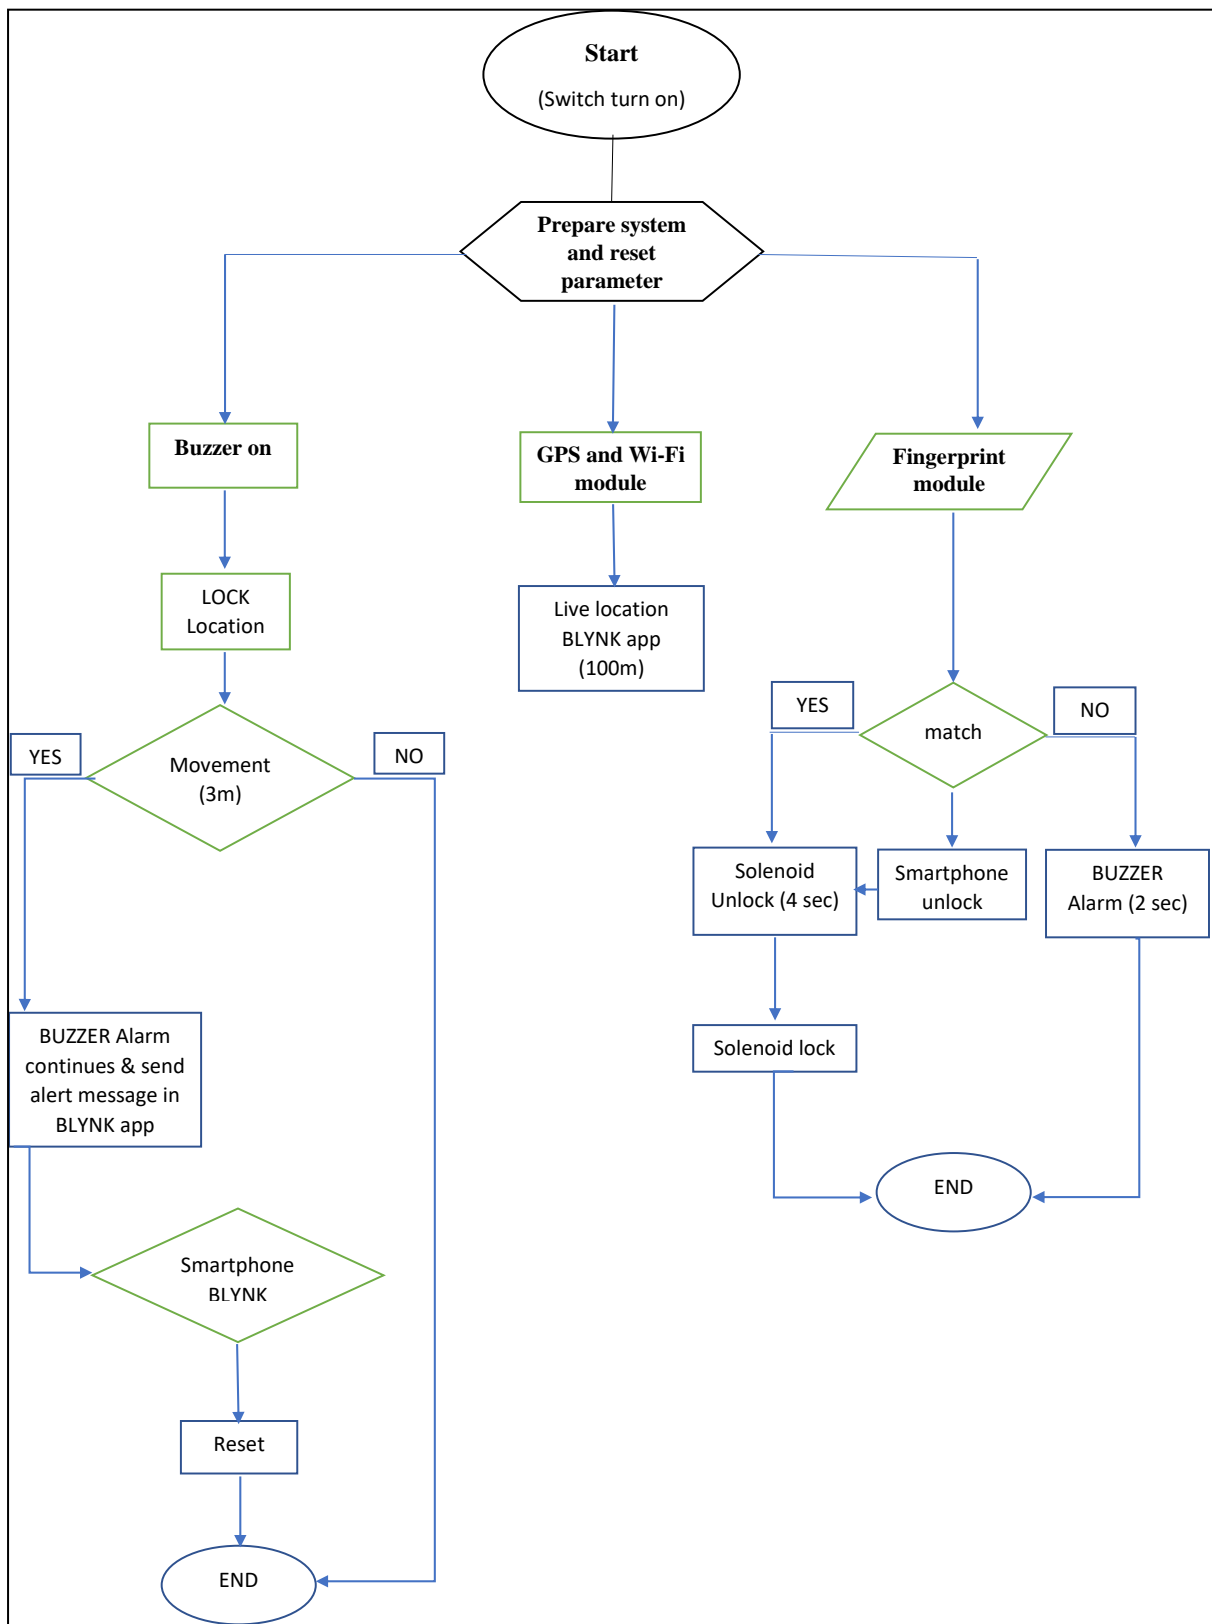 Start
(Switch turn on)
Prepare system
and reset
parameter
Buzzer on
GPS and Wi-Fi
module
Fingerprint
module
LOCK
Location
Live location
BLYNK app
(100m)
YES
NO
match
YES
NO
Movement
(3m)
Solenoid
Unlock (4 sec)
Smartphone
unlock
BUZZER
Alarm (2 sec)
BUZZER Alarm
continues & send
alert message in
BLYNK app
Solenoid lock
END
Smartphone
BLYNK
Reset
END